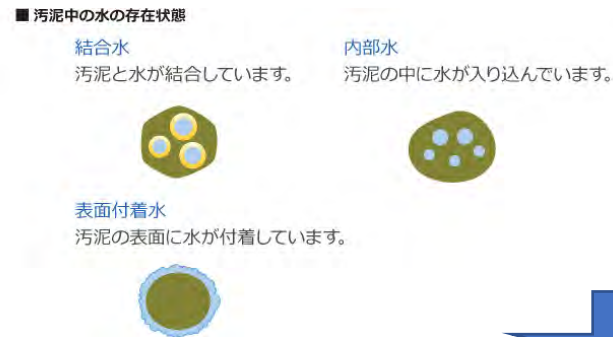 ■ 汚泥中の水の存在状態
結合水
汚泥と水が結合しています。
内部水
汚泥の中に水が入り込んでいます。
表面付着水
汚泥の表面に水が付着しています。